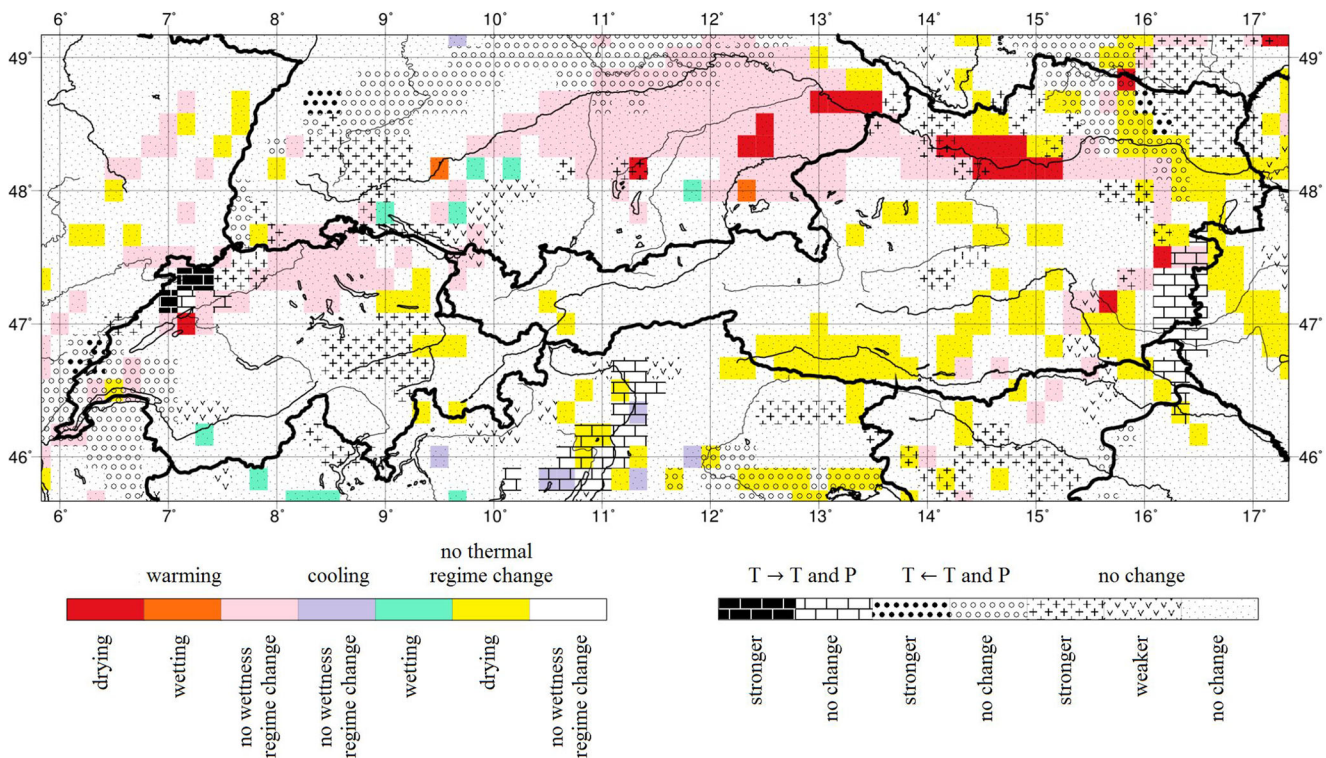 6° 7° 8° 9° 10° 11° 12° 13° 14° 15° 16° 17°
49° 49°
48° 48°
47° 47°
46° 46°
6° 7° 8° 9° 10° 11° 12° 13° 14° 15° 16° 17°
no thermal
warming cooling regime change
drying
wetting
no wetness
regime change
no wetness
regime change
wetting
drying
no wetness
regime change
T → T and P T ← T and P no change
stronger
no change
stronger
no change
stronger
weaker
no change